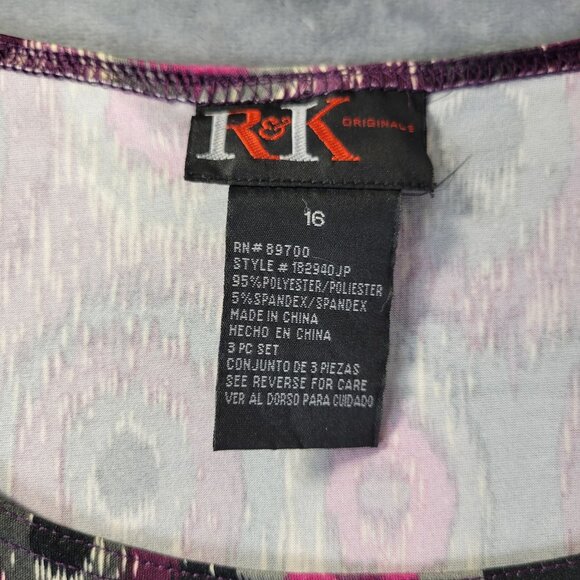 R&K ORIGINALS
16
RN# 89700
STYLE # 182940JP
95%POLYESTER/POLIESTER
5%SPANDEX/SPANDEX
MADE IN CHINA
HECHO EN CHINA
3 PC SET
CONJUNTO DE 3 PIEZAS
SEE REVERSE FOR CARE
VER AL DORSO PARA CUIDADO